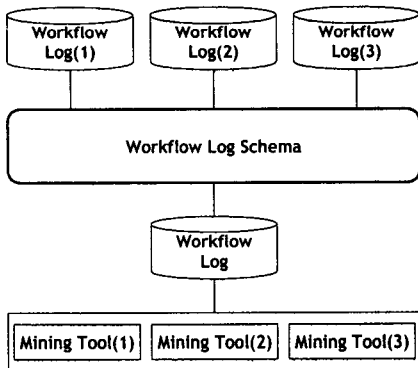 Workflow
Log(1)
Workflow
Log(2)
Workflow
Log(3)
Workflow Log Schema
Workflow
Log
Mining Tool(1)
Mining Tool(2)
Mining Tool(3)